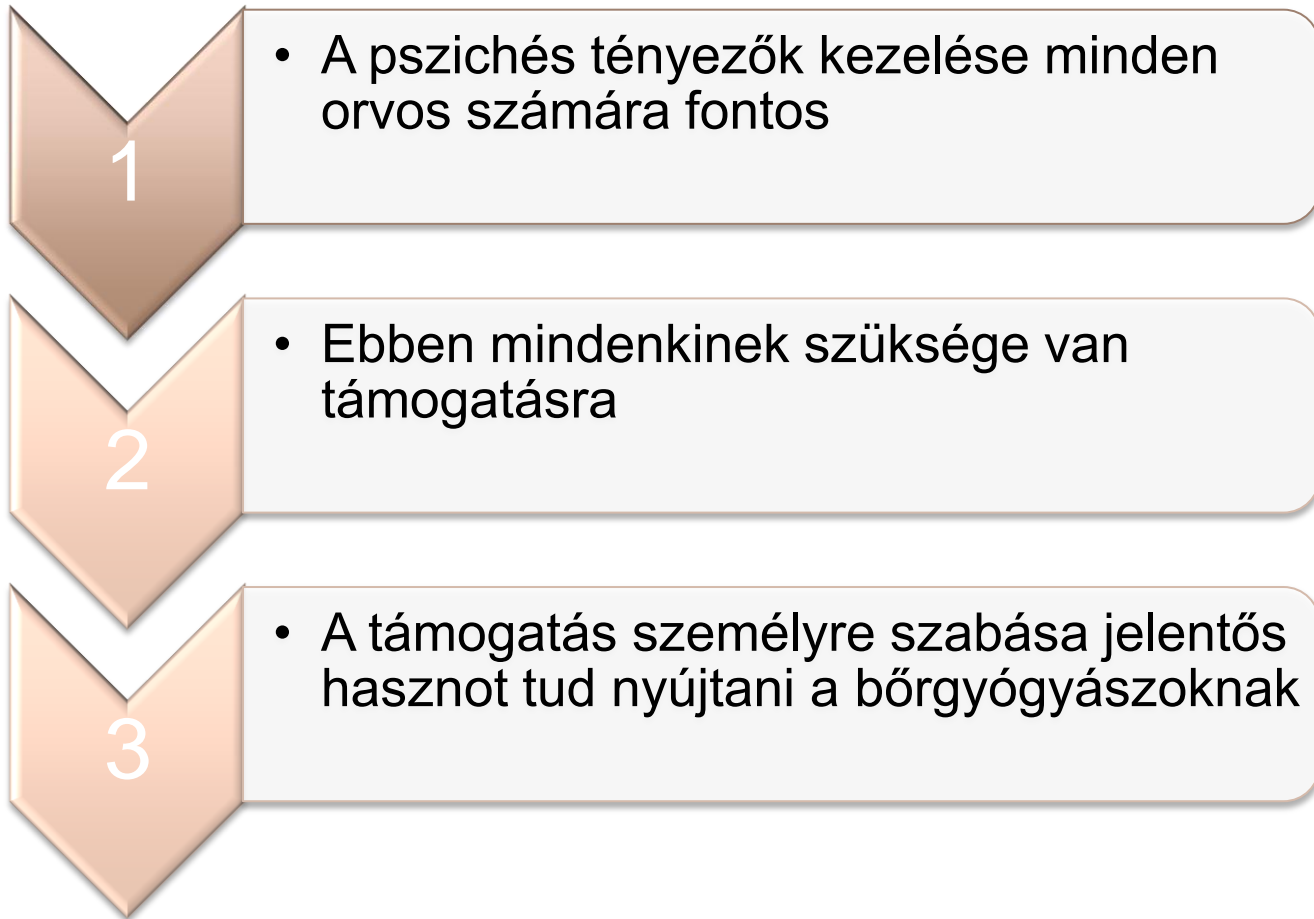 1
• A pszichés tényezők kezelése minden
orvos számára fontos
2
• Ebben mindenkinek szüksége van
támogatásra
3
• A támogatás személyre szabása jelentős
hasznot tud nyújtani a bőrgyógyászoknak